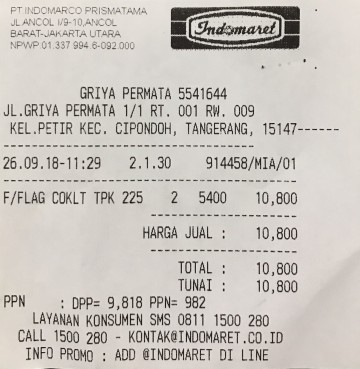 PT INDOMARCO PRISMATAMA
JL.ANCOL I/9-10,ANCOL
BARAT-JAKARTA UTARA
NPWP 01.337.994.6-092.000
Indomaret
GRIYA PERMATA 5541644
JL.GRIYA PERMATA 1/1 RT. 001 RW. 009
KEL.PETIR KEC. CIPONDOH, TANGERANG, 15147------
26.09.18-11:29 2.1.30 914458/MIA/01
F/FLAG COKLT TPK 225 2 5400 10,800
HARGA JUAL : 10,800
TOTAL : 10,800
TUNAI : 10,800
PPN : DPP= 9,818 PPN= 982
LAYANAN KONSUMEN SMS 0811 1500 280
CALL 1500 280 - KONTAK@INDOMARET.CO.ID
INFO PROMO : ADD @INDOMARET DI LINE